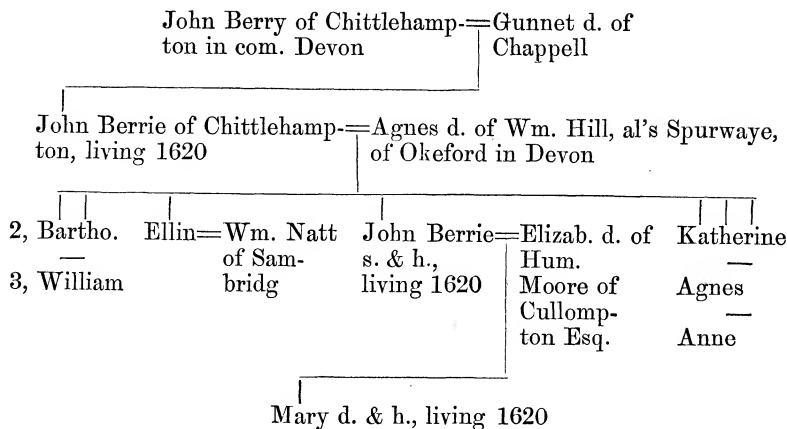 John Berry of Chittlehamp-=Gunnet d. of
ton in com. Devon Chappell
John Berrie of Chittlehamp-=Agnes d. of Wm. Hill, al's Spurwaye,
ton, living 1620 of Okeford in Devon
2, Bartho. Ellin=Wm. Natt John Berrie=Elizab. d. of Katherine
— of Sam- s. & h., Hum. —
3, William bridg living 1620 Moore of Agnes
Cullomp- —
ton Esq. Anne
Mary d. & h., living 1620